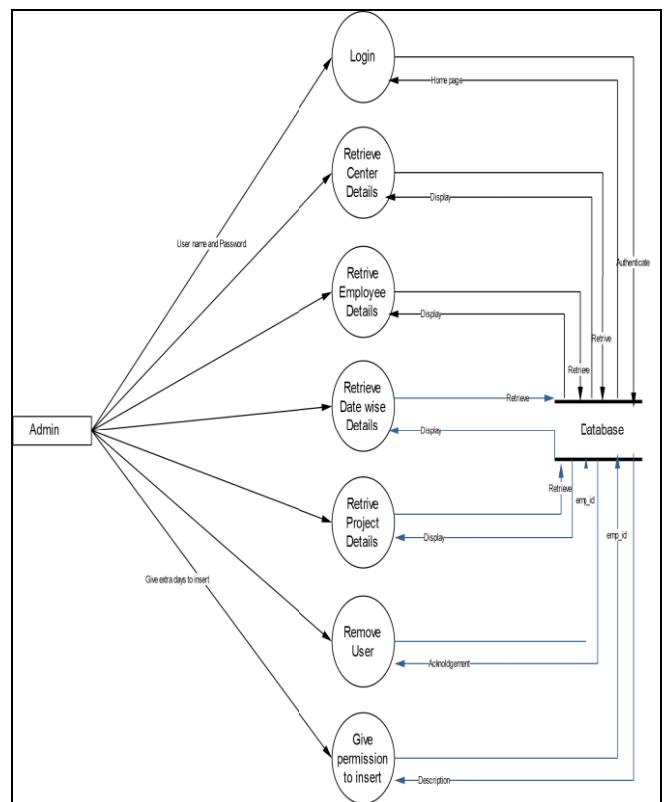 Login
Home page
Retrieve
Center
Details
Display
User name and Password
Authenticate
Retrive
Employee
Details
Display
Retrive
Retrieve
Retrieve
Date wise
Details
Retrieve
Admin
Database
Display
Retrive
Project
Details
Retrieve
emp_id
emp_id
Display
Give extra days to insert
Remove
User
Acknoldgement
Give
permission
to insert
Description